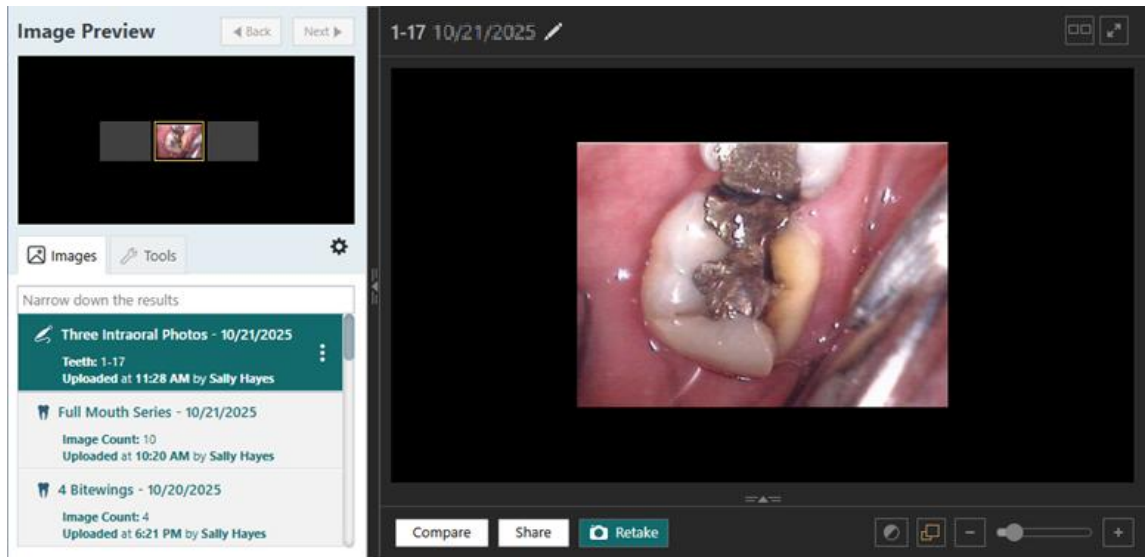 Image Preview
Back
Next
Images
Tools
Narrow down the results
Three Intraoral Photos - 10/21/2025
Teeth: 1-17
Uploaded at 11:28 AM by Sally Hayes
Full Mouth Series - 10/21/2025
Image Count: 10
Uploaded at 10:20 AM by Sally Hayes
4 Bitewings - 10/20/2025
Image Count: 4
Uploaded at 6:21 PM by Sally Hayes
1-17 10/21/2025
Compare
Share
Retake